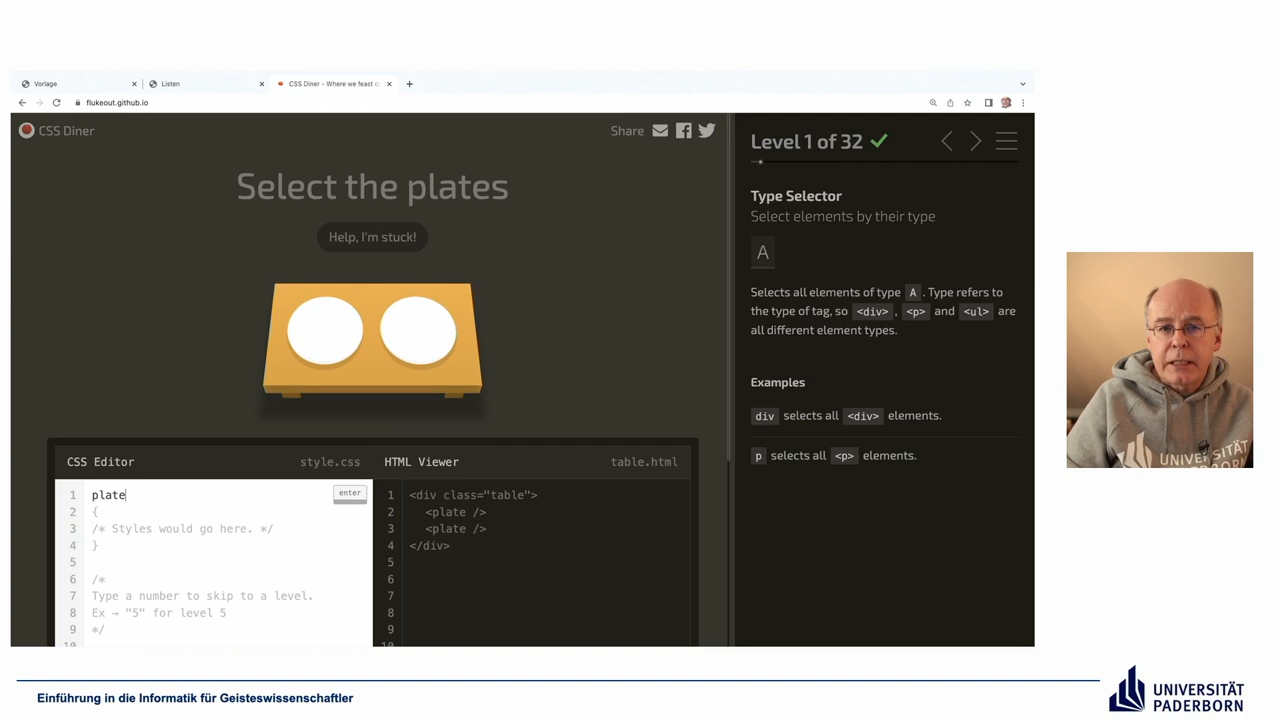 Vorlage
Listen
CSS Diner - Where we feast o
flukeout.github.io
CSS Diner
Share
Select the plates
Help, I'm stuck!
CSS Editor
style.css
1 plate
enter
2 {
3 /* Styles would go here. */
4 }
5
6 /*
7 Type a number to skip to a level.
8 Ex → "5" for level 5
9 */
10
HTML Viewer
table.html
1 <div class="table">
2 <plate />
3 <plate />
4 </div>
5
6
7
8
9
10
Level 1 of 32
Type Selector
Select elements by their type
A
Selects all elements of type A . Type refers to
the type of tag, so <div> , <p> and <ul> are
all different element types.
Examples
div selects all <div> elements.
p selects all <p> elements.
UNIVERSITÄT
Einführung in die Informatik für Geisteswissenschaftler
UNIVERSITÄT
PADERBORN